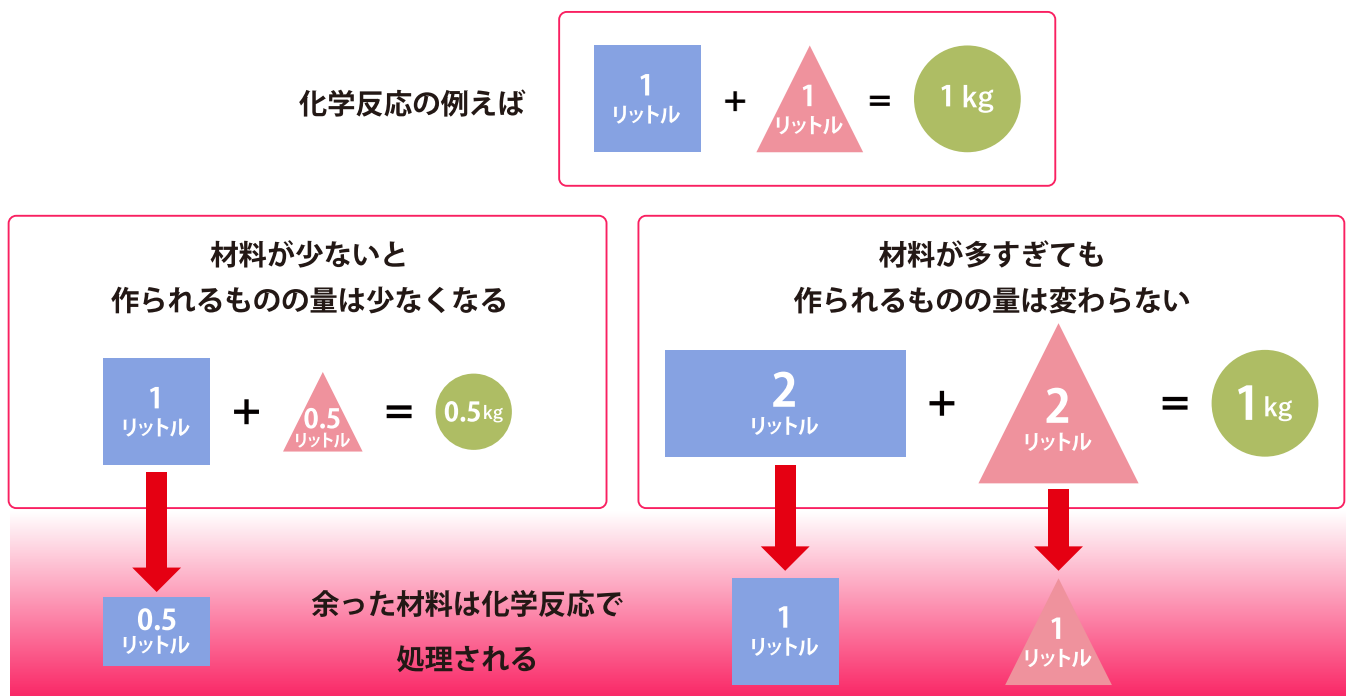 化学反応の例えば
1
リットル
+
1
リットル
=
1 kg
材料が少ないと
作られるものの量は少なくなる
1
リットル
+
0.5
リットル
=
0.5kg
0.5
リットル
材料が多すぎても
作られるものの量は変わらない
2
リットル
+
2
リットル
=
1 kg
1
リットル
1
リットル
余った材料は化学反応で
処理される